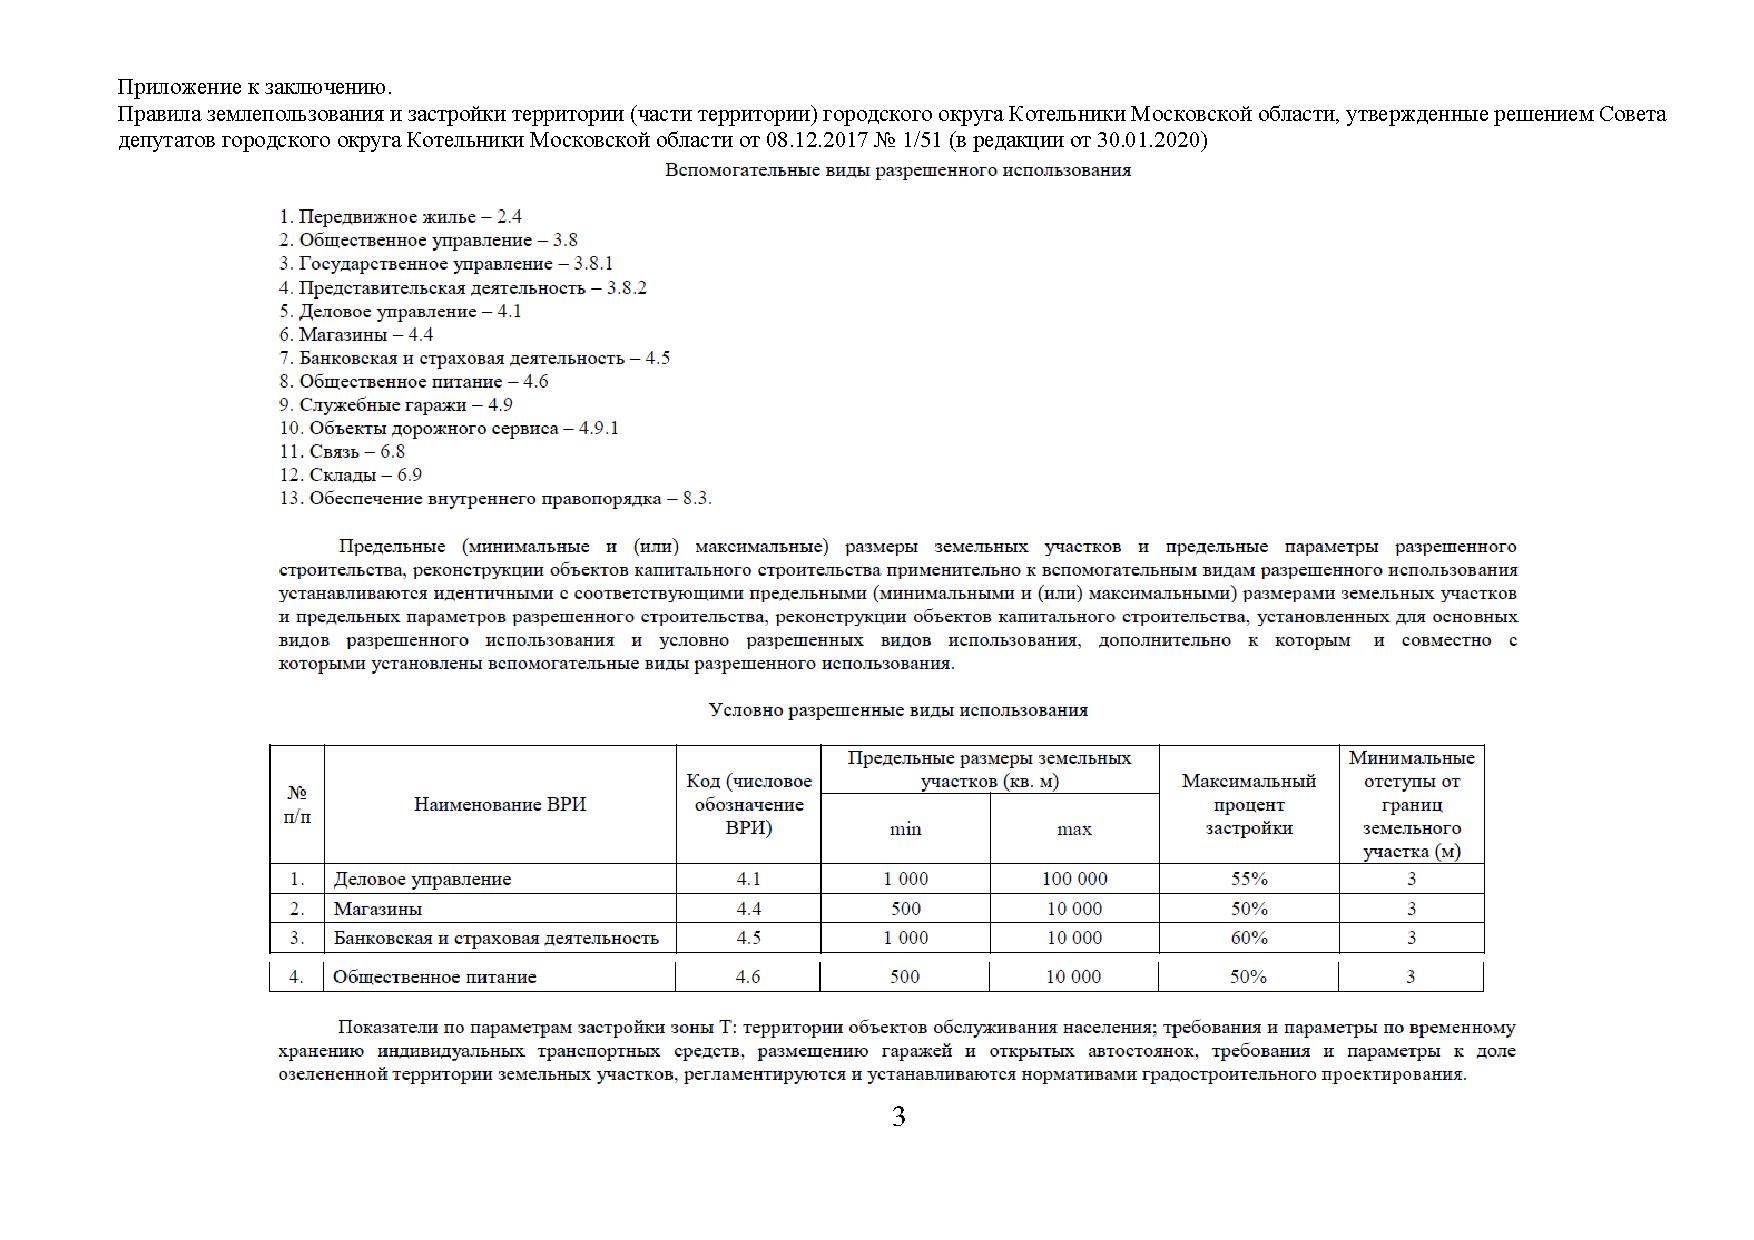 Приложение к заключению.
Правила землепользования и застройки территории (части территории) городского округа Котельники Московской области, утвержденные решением Совета
депутатов городского округа Котельники Московской области от 08.12.2017 № 1/51 (в редакции от 30.01.2020)
Вспомогательные виды разрешенного использования
1. Передвижное жилье – 2.4
2. Общественное управление – 3.8
3. Государственное управление – 3.8.1
4. Представительская деятельность – 3.8.2
5. Деловое управление – 4.1
6. Магазины – 4.4
7. Банковская и страховая деятельность – 4.5
8. Общественное питание – 4.6
9. Служебные гаражи – 4.9
10. Объекты дорожного сервиса – 4.9.1
11. Связь – 6.8
12. Склады – 6.9
13. Обеспечение внутреннего правопорядка – 8.3.
Предельные (минимальные и (или) максимальные) размеры земельных участков и предельные параметры разрешенного
строительства, реконструкции объектов капитального строительства применительно к вспомогательным видам разрешенного использования
устанавливаются идентичными с соответствующими предельными (минимальными и (или) максимальными) размерами земельных участков
и предельных параметров разрешенного строительства, реконструкции объектов капитального строительства, установленных для основных
видов разрешенного использования и условно разрешенных видов использования, дополнительно к которым и совместно с
которыми установлены вспомогательные виды разрешенного использования.
Условно разрешенные виды использования
№ п/п Наименование ВРИ Код (числовое обозначение ВРИ) Предельные размеры земельных участков (кв. м) Максимальный процент застройки Минимальные отступы от границ земельного участка (м)
min max
1. Деловое управление 4.1 1 000 100 000 55% 3
2. Магазины 4.4 500 10 000 50% 3
3. Банковская и страховая деятельность 4.5 1 000 10 000 60% 3
4. Общественное питание 4.6 500 10 000 50% 3
Показатели по параметрам застройки зоны Т: территории объектов обслуживания населения; требования и параметры по временному
хранению индивидуальных транспортных средств, размещению гаражей и открытых автостоянок, требования и параметры к доле
озелененной территории земельных участков, регламентируются и устанавливаются нормативами градостроительного проектирования.
3